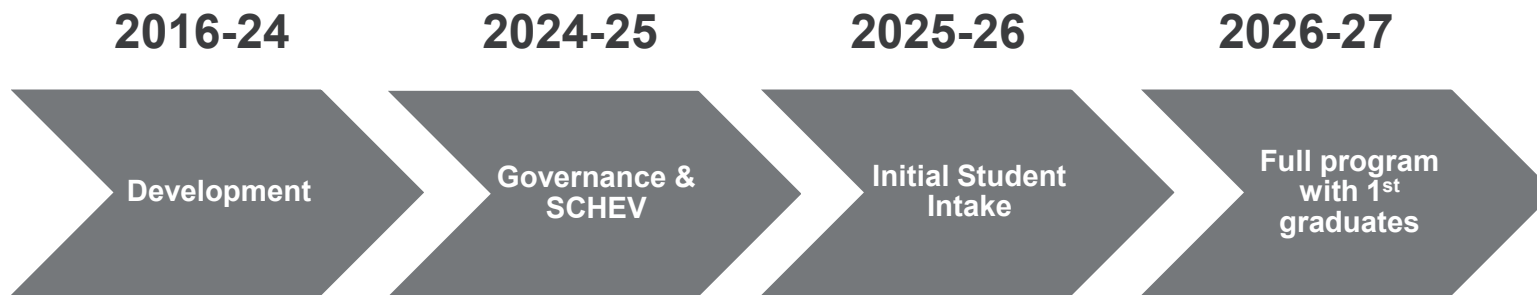 2016-24
2024-25
2025-26
2026-27
Development
Governance &
SCHEV
Initial Student
Intake
Full program
with 1st
graduates